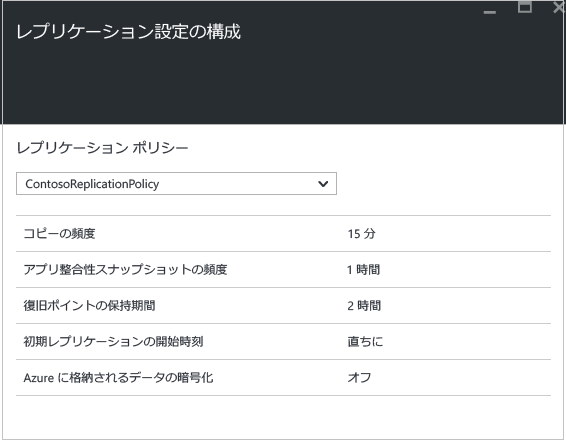 レプリケーション設定の構成
レプリケーション ポリシー
ContosoReplicationPolicy
コピーの頻度 15 分
アプリ整合性スナップショットの頻度 1 時間
復旧ポイントの保持期間 2 時間
初期レプリケーションの開始時刻 直ちに
Azure に格納されるデータの暗号化 オフ